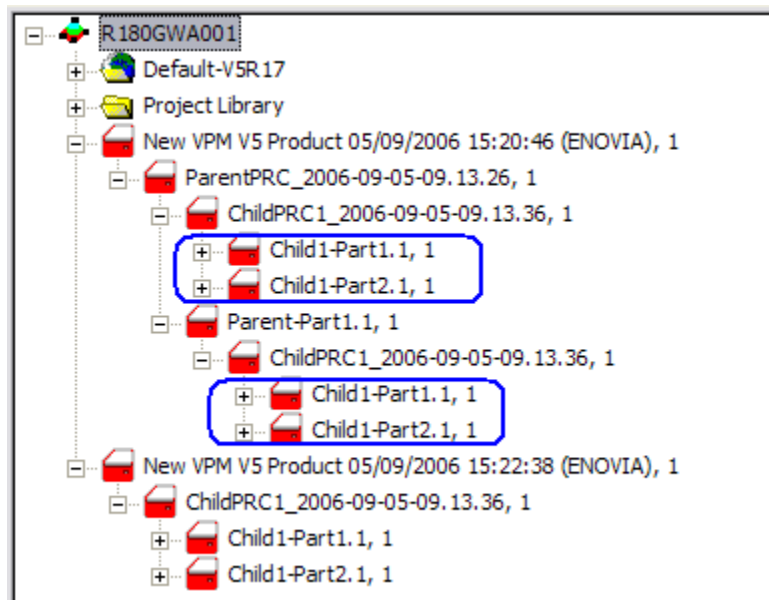 R180GWA001
Default-V5R17
Project Library
New VPM V5 Product 05/09/2006 15:20:46 (ENOVIA), 1
ParentPRC_2006-09-05-09.13.26, 1
ChildPRC1_2006-09-05-09.13.36, 1
Child1-Part1.1, 1
Child1-Part2.1, 1
Parent-Part1.1, 1
ChildPRC1_2006-09-05-09.13.36, 1
Child1-Part1.1, 1
Child1-Part2.1, 1
New VPM V5 Product 05/09/2006 15:22:38 (ENOVIA), 1
ChildPRC1_2006-09-05-09.13.36, 1
Child1-Part1.1, 1
Child1-Part2.1, 1